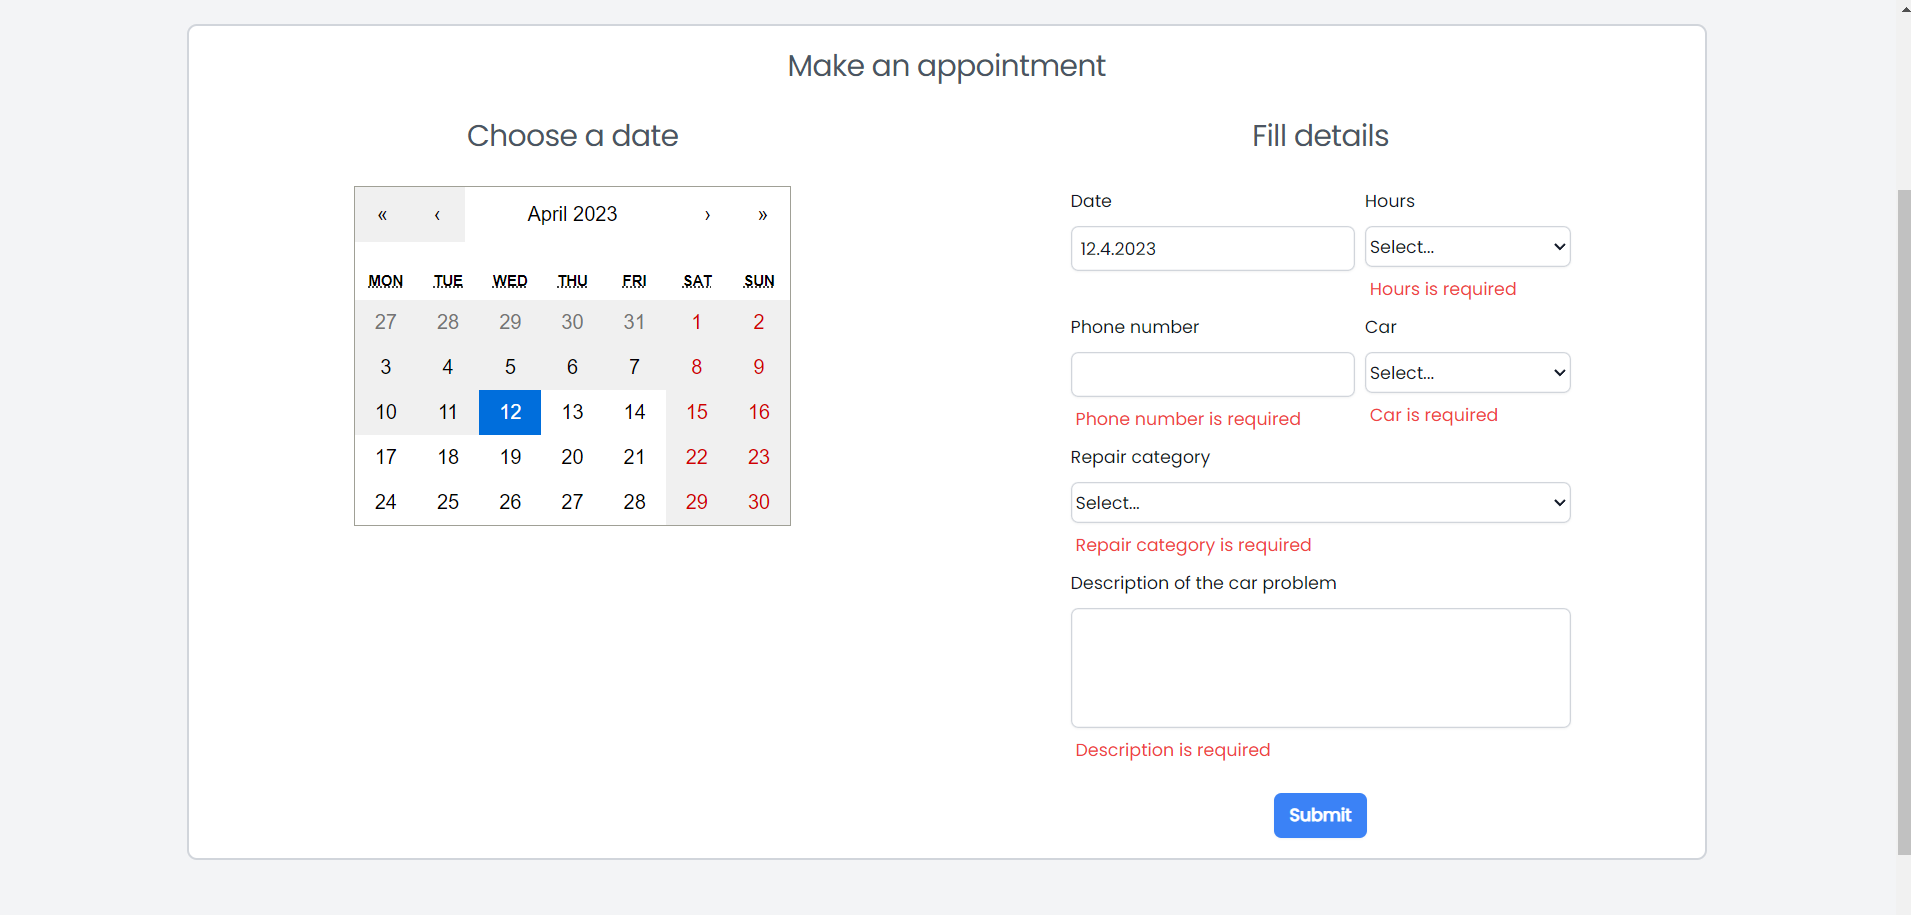 Make an appointment
Choose a date
« ‹ April 2023 › »
MON TUE WED THU FRI SAT SUN
27 28 29 30 31 1 2
3 4 5 6 7 8 9
10 11 12 13 14 15 16
17 18 19 20 21 22 23
24 25 26 27 28 29 30
Fill details
Date Hours
12.4.2023 Select...
Hours is required
Phone number Car
Select...
Phone number is required Car is required
Repair category
Select...
Repair category is required
Description of the car problem
Description is required
Submit